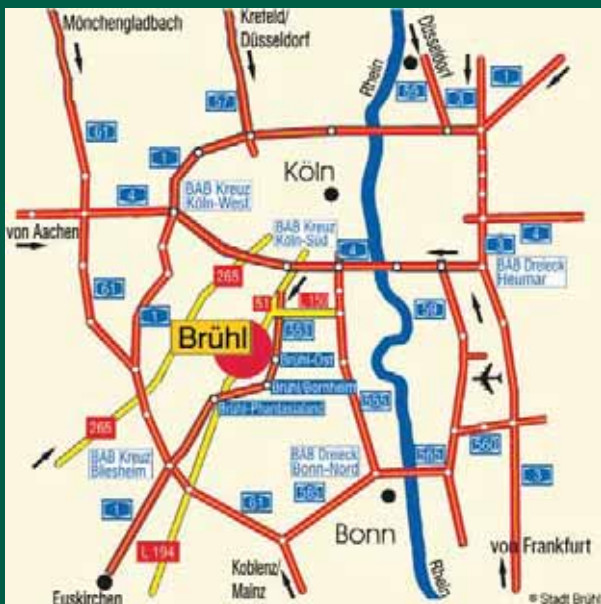 Mönchengladbach
Krefeld/
Düsseldorf
Düsseldorf
Rhein
59
3
1
57
61
1
Köln
BAB Kreuz
Köln-West
BAB Kreuz
Köln-Süd
4
von Aachen
4
4
3
BAB Dreieck
Heumar
265
61
1
51
L 150
553
59
Brühl
Brühl-Ost
Brühl/Bornheim
Brühl-Phantasialand
555
265
BAB Kreuz
Bliesheim
BAB Dreieck
Bonn-Nord
565
560
3
1
61
565
Bonn
L 194
von Frankfurt
Koblenz/
Mainz
Rhein
Euskirchen
© Stadt Brühl